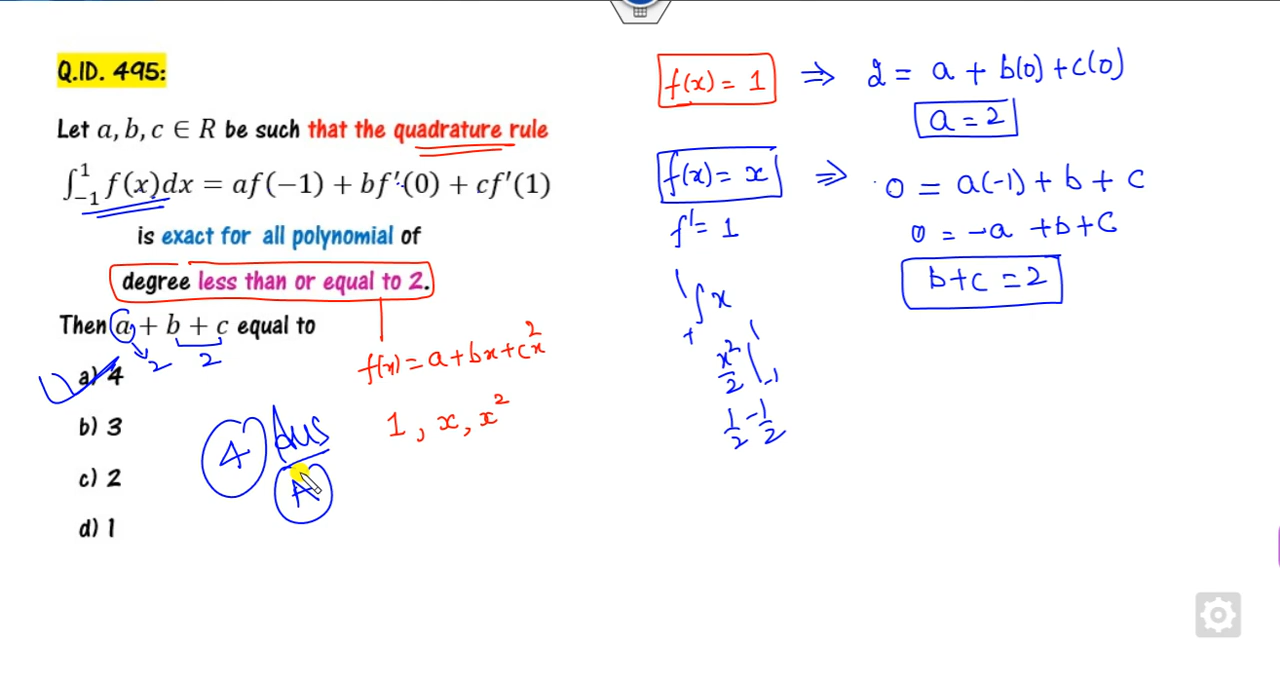 Q.ID. 495:
Let a, b, c ∈ R be such that the quadrature rule
∫₋₁¹ f(x)dx = af(−1) + bf′(0) + cf′(1)
is exact for all polynomial of
degree less than or equal to 2.
Then a + b + c equal to
2 2
a) 4
b) 3
c) 2
d) 1
f(x) = a + bx + cx²
1, x, x²
4 Ans
A
f(x) = 1 ⇒ 2 = a + b(0) + c(0)
a = 2
f(x) = x ⇒ 0 = a(-1) + b + c
f' = 1
0 = -a + b + c
b + c = 2
∫ x
x²/2 |
1/2 - 1/2